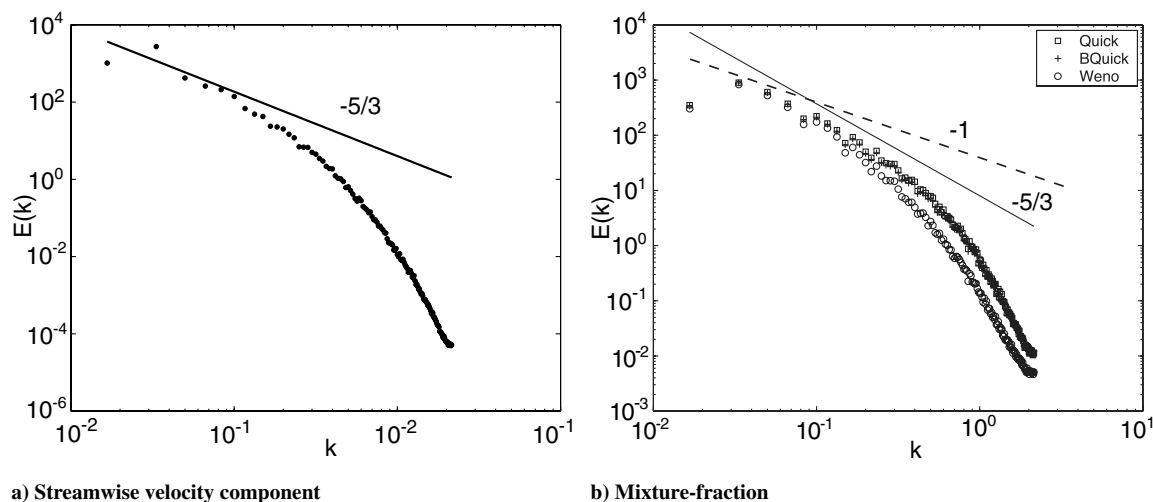 10^4
10^2
10^0
10^-2
10^-4
10^-6
E(k)
-5/3
10^-2
10^-1
10^-2
10^-1
k
a) Streamwise velocity component
10^4
10^3
10^2
10^1
10^0
10^-1
10^-2
10^-3
E(k)
Quick
BQuick
Weno
-1
-5/3
10^-2
10^-1
10^0
10^1
k
b) Mixture-fraction